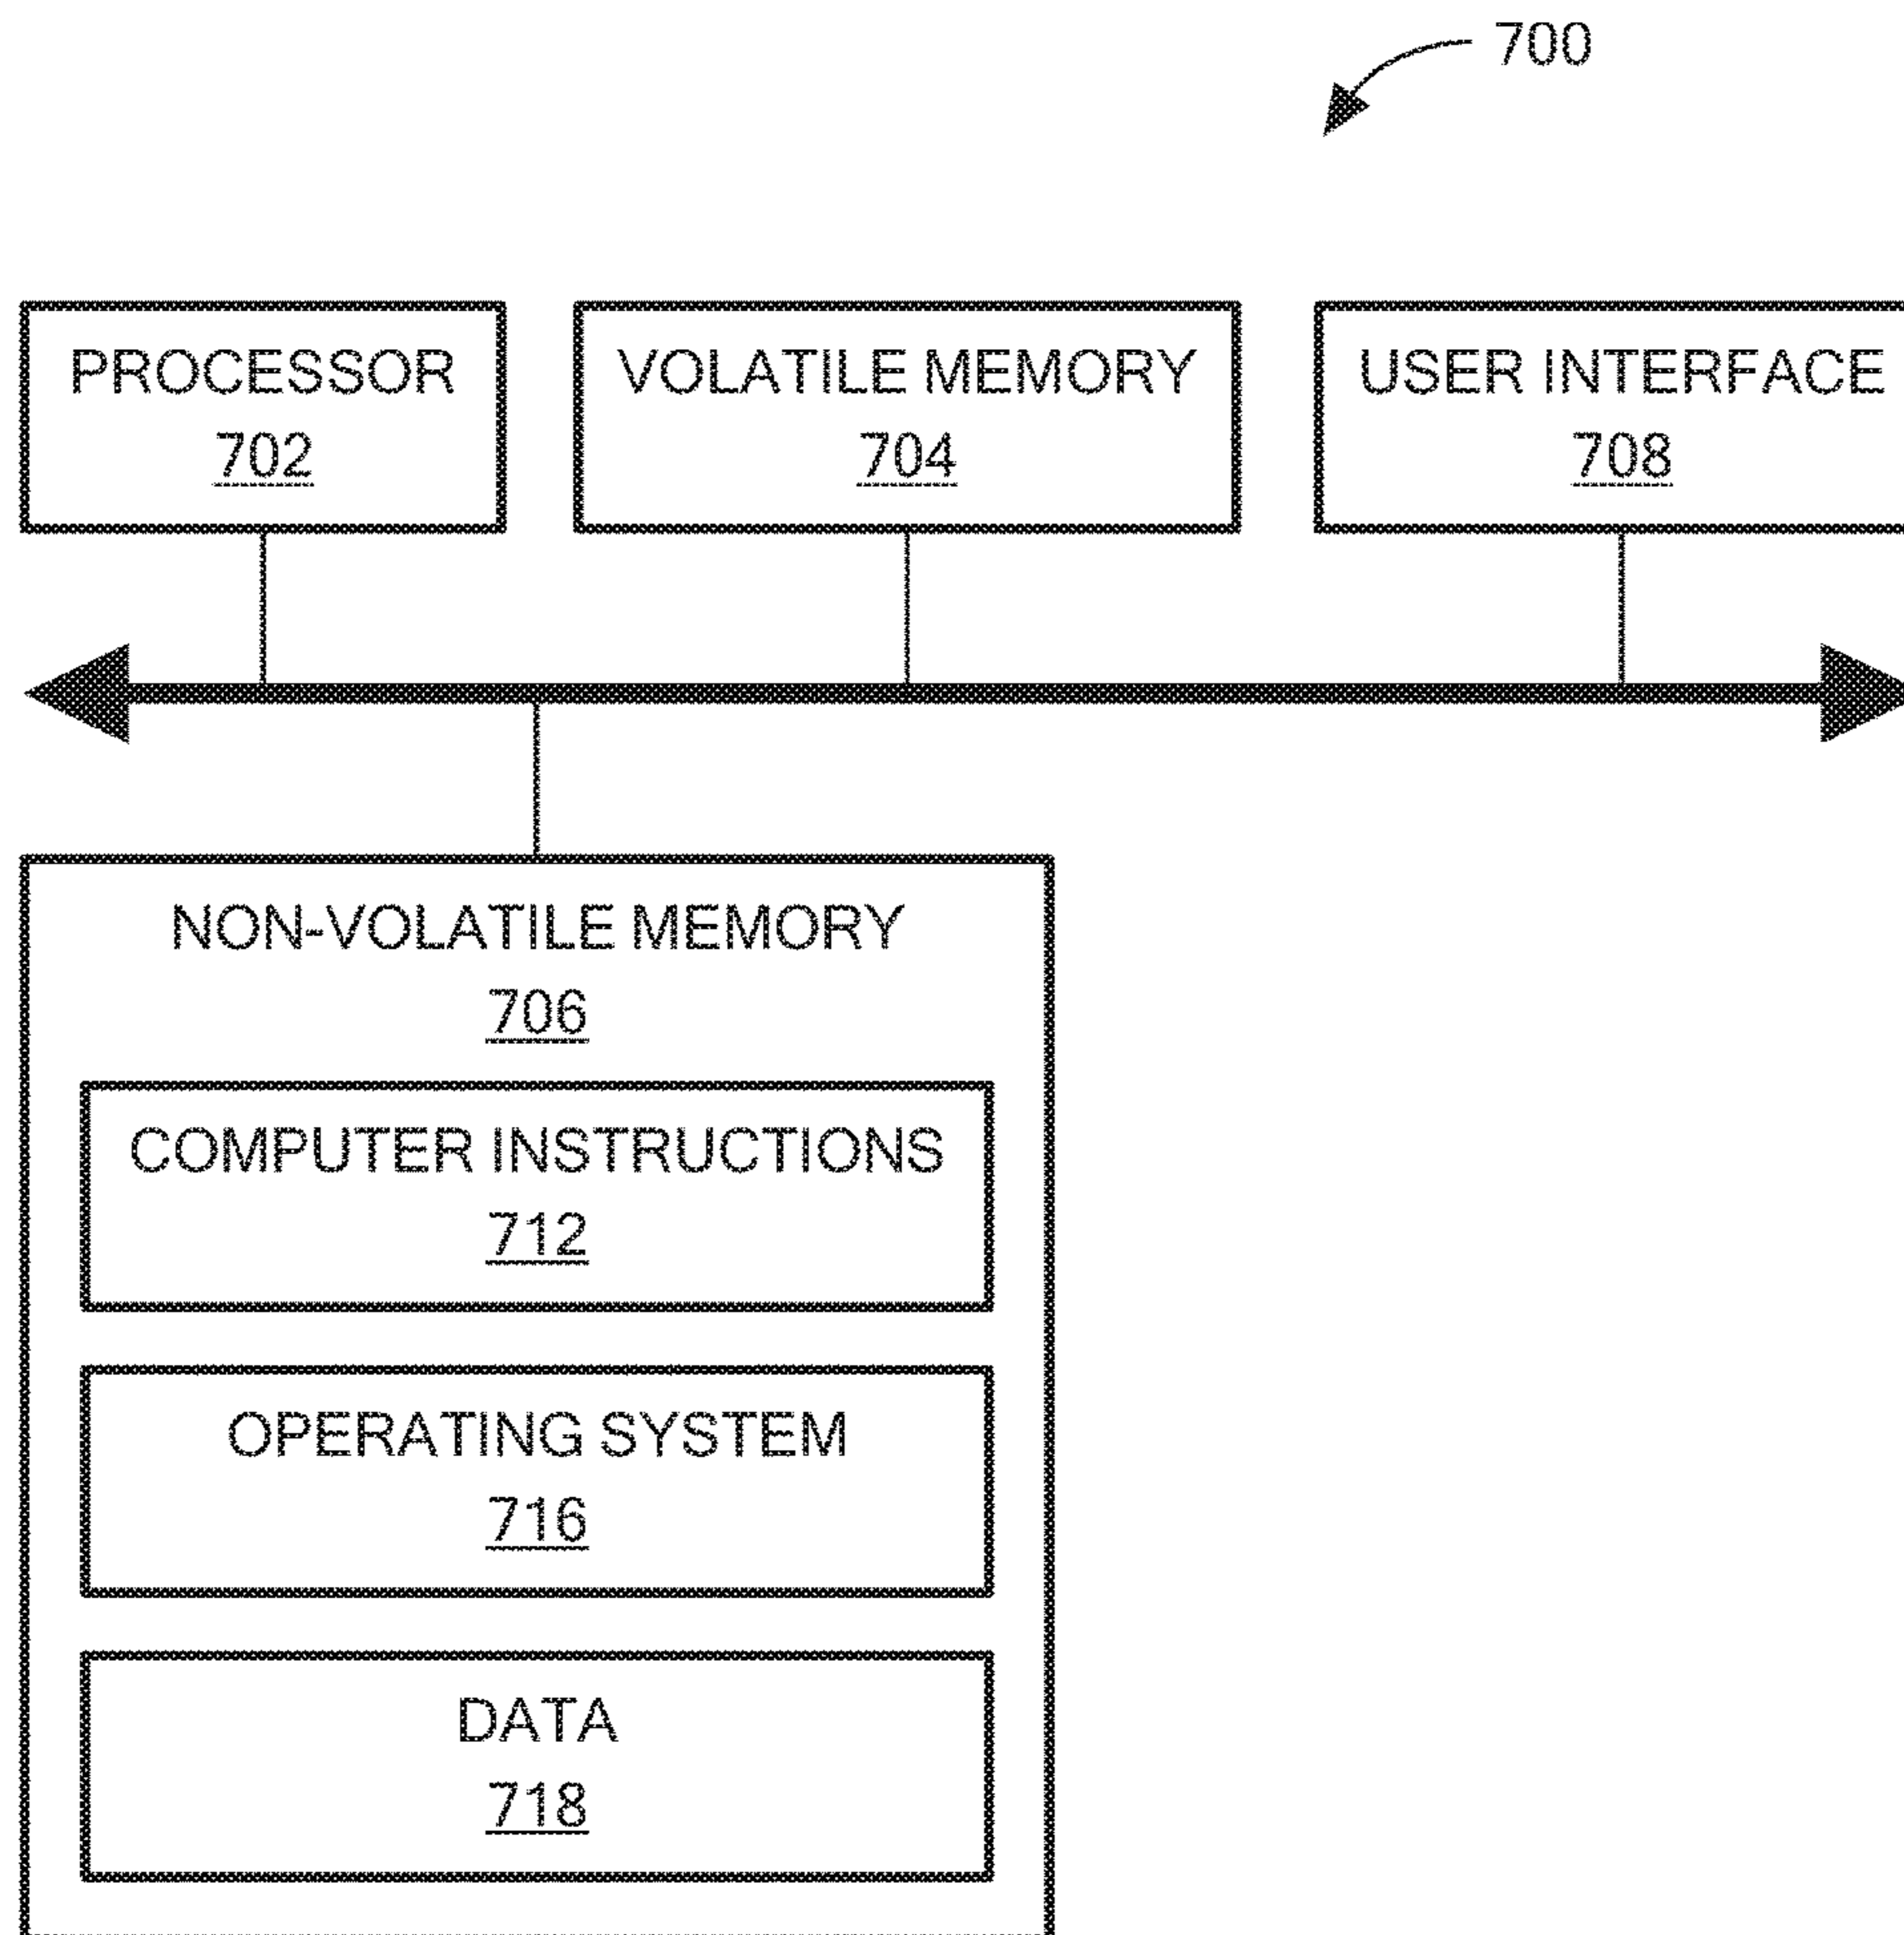 700
PROCESSOR
702
VOLATILE MEMORY
704
USER INTERFACE
708
NON-VOLATILE MEMORY
706
COMPUTER INSTRUCTIONS
712
OPERATING SYSTEM
716
DATA
718